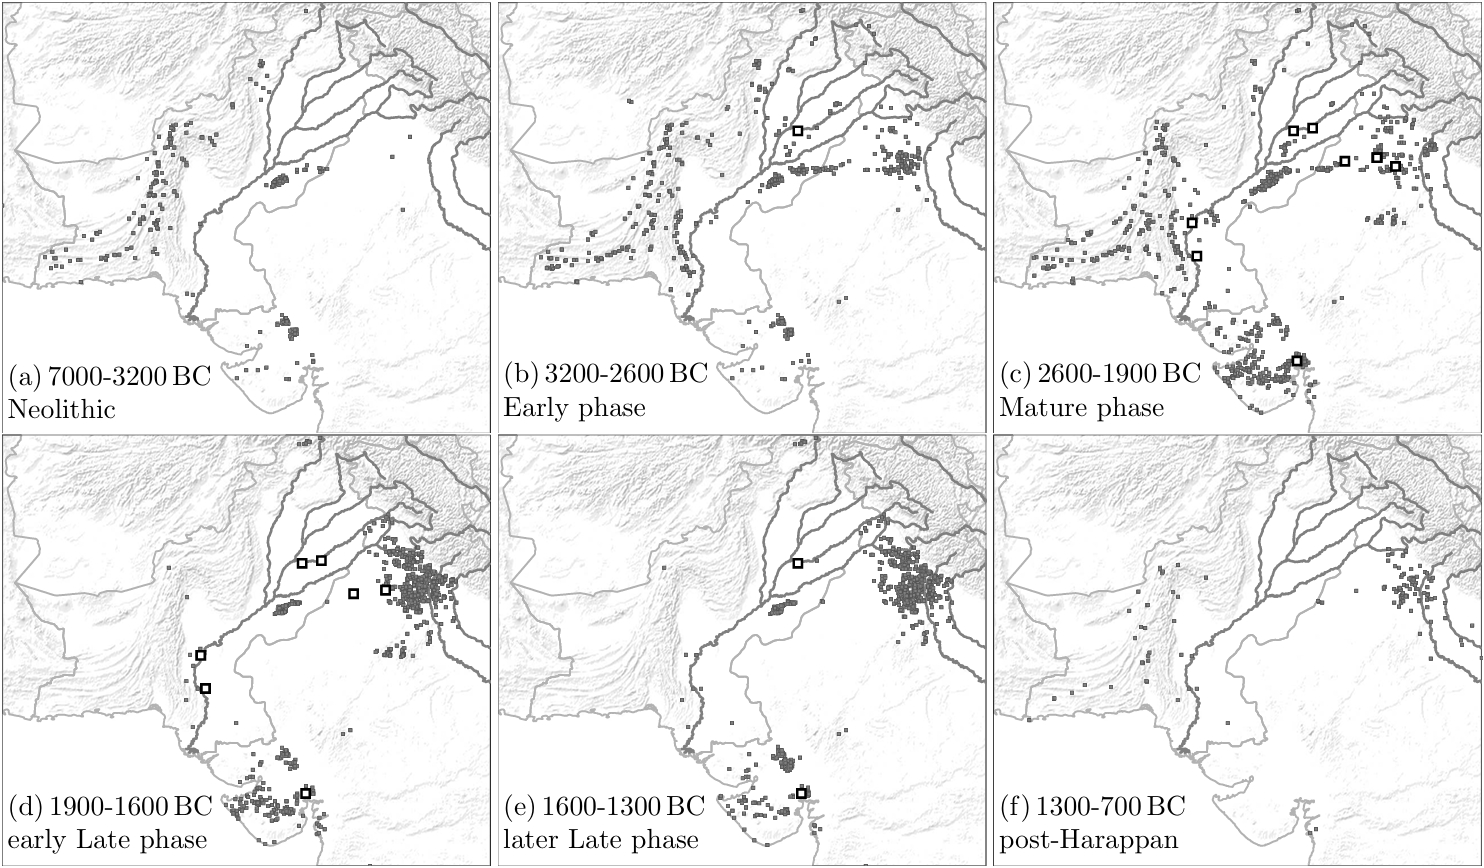 (a) 7000-3200 BC
Neolithic
(b) 3200-2600 BC
Early phase
(c) 2600-1900 BC
Mature phase
(d) 1900-1600 BC
early Late phase
(e) 1600-1300 BC
later Late phase
(f) 1300-700 BC
post-Harappan